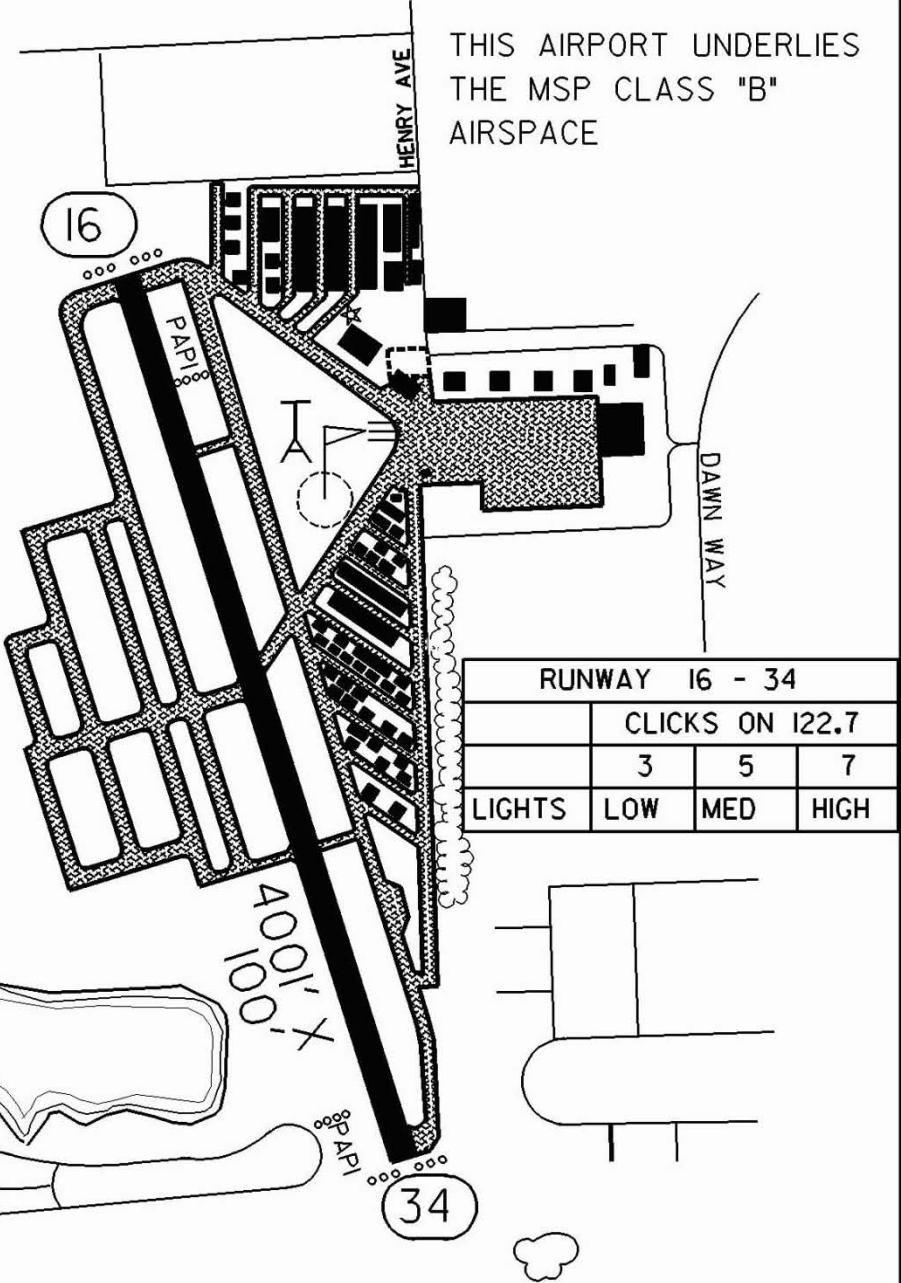 THIS AIRPORT UNDERLIES
THE MSP CLASS "B"
AIRSPACE
HENRY AVE
16
PAPI
DAWN WAY
RUNWAY 16 - 34
CLICKS ON 122.7
3 5 7
LIGHTS LOW MED HIGH
4001' X
100'
PAPI
34